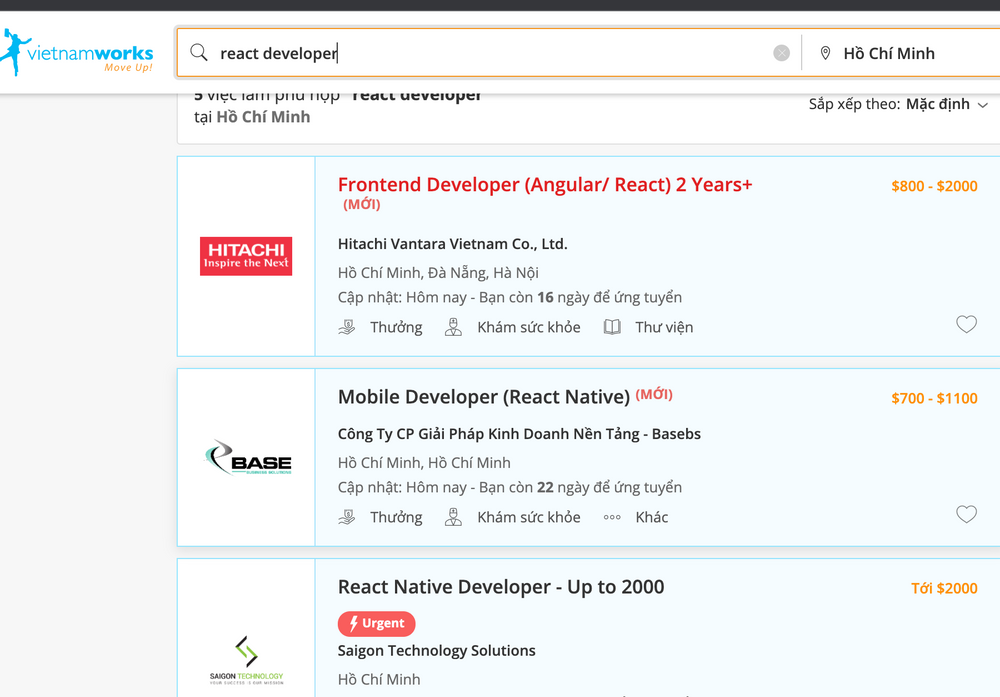 vietnamworks
Move Up!
react developer
Hồ Chí Minh
5 việc làm phù hợp react developer
tại Hồ Chí Minh
Sắp xếp theo: Mặc định
HITACHI
Inspire the Next
Frontend Developer (Angular/ React) 2 Years+
(MỚI)
$800 - $2000
Hitachi Vantara Vietnam Co., Ltd.
Hồ Chí Minh, Đà Nẵng, Hà Nội
Cập nhật: Hôm nay - Bạn còn 16 ngày để ứng tuyển
Thưởng Khám sức khỏe Thư viện
BASE
BUSINESS SOLUTIONS
Mobile Developer (React Native) (MỚI)
$700 - $1100
Công Ty CP Giải Pháp Kinh Doanh Nền Tảng - Basebs
Hồ Chí Minh, Hồ Chí Minh
Cập nhật: Hôm nay - Bạn còn 22 ngày để ứng tuyển
Thưởng Khám sức khỏe Khác
SAIGON TECHNOLOGY
React Native Developer - Up to 2000
Tới $2000
Urgent
Saigon Technology Solutions
Hồ Chí Minh